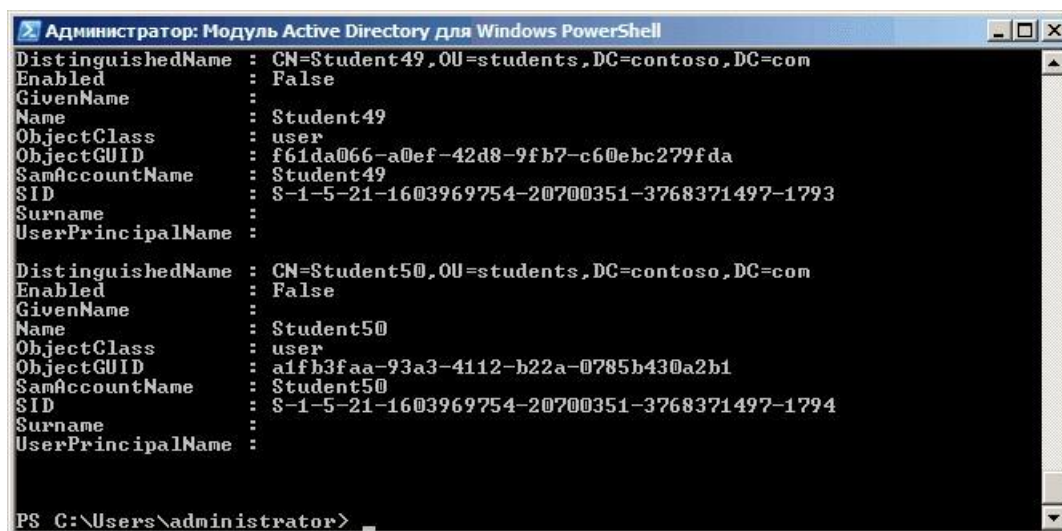 Администратор: Модуль Active Directory для Windows PowerShell
DistinguishedName : CN=Student49,OU=students,DC=contoso,DC=com
Enabled : False
GivenName :
Name : Student49
ObjectClass : user
ObjectGUID : f61da066-a0ef-42d8-9fb7-c60ebc279fda
SamAccountName : Student49
SID : S-1-5-21-1603969754-20700351-3768371497-1793
Surname :
UserPrincipalName :
DistinguishedName : CN=Student50,OU=students,DC=contoso,DC=com
Enabled : False
GivenName :
Name : Student50
ObjectClass : user
ObjectGUID : a1fb3faa-93a3-4112-b22a-0785b430a2b1
SamAccountName : Student50
SID : S-1-5-21-1603969754-20700351-3768371497-1794
Surname :
UserPrincipalName :
PS C:\Users\administrator> _